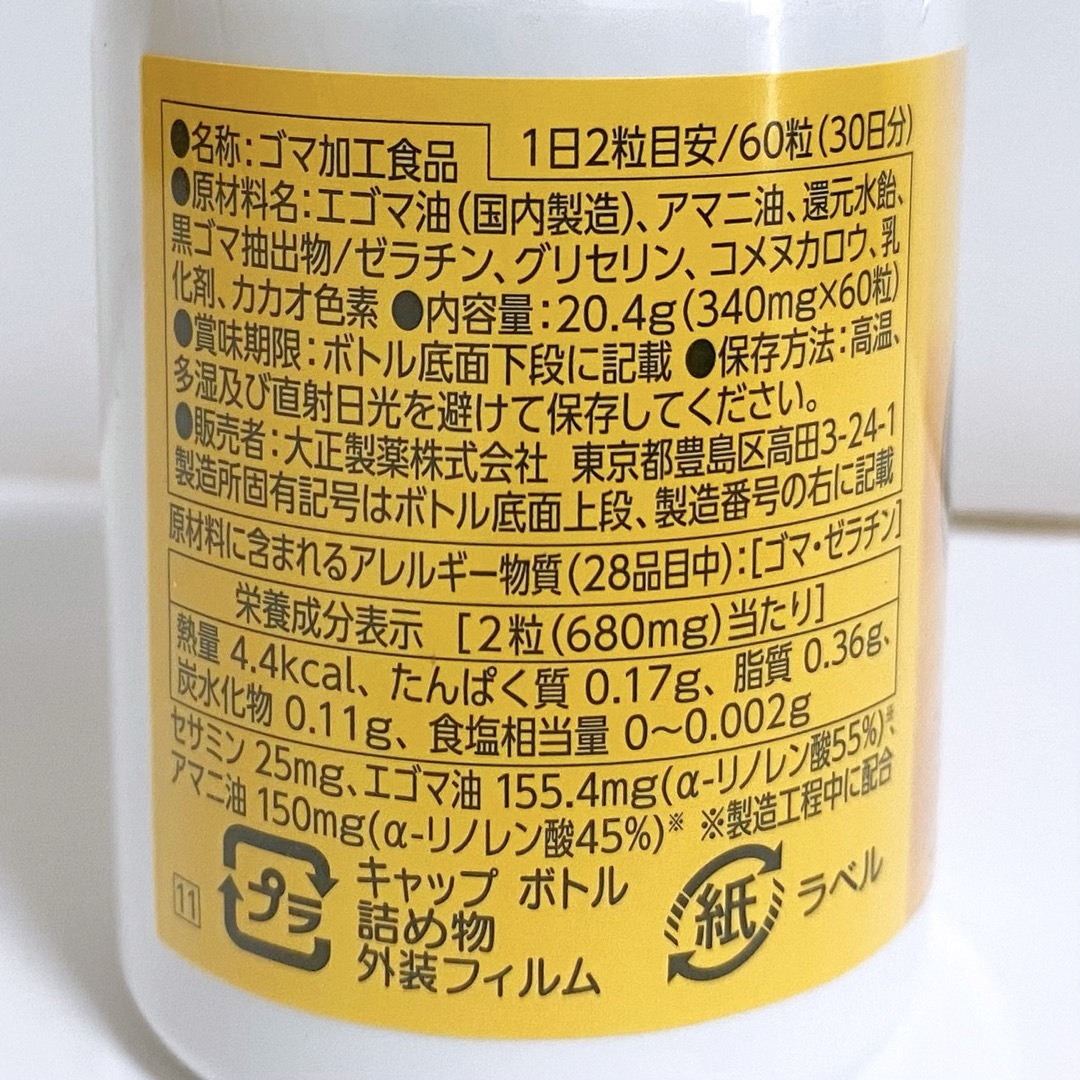 ●名称:ゴマ加工食品
1日2粒目安/60粒(30日分)
●原材料名:エゴマ油(国内製造)、アマニ油、還元水飴、
黒ゴマ抽出物/ゼラチン、グリセリン、コメヌカロウ、乳
化剤、カカオ色素 ●内容量:20.4g(340mg×60粒)
●賞味期限:ボトル底面下段に記載 ●保存方法:高温、
多湿及び直射日光を避けて保存してください。
●販売者:大正製薬株式会社 東京都豊島区高田3-24-1
製造所固有記号はボトル底面上段、製造番号の右に記載
原材料に含まれるアレルギー物質(28品目中):[ゴマ・ゼラチン]
栄養成分表示 [2粒(680mg)当たり]
熱量 4.4kcal、たんぱく質 0.17g、脂質 0.36g、
炭水化物 0.11g、食塩相当量 0~0.002g
セサミン 25mg、エゴマ油 155.4mg(α-リノレン酸55%)※、
アマニ油 150mg(α-リノレン酸45%)※ ※製造工程中に配合
11
プラ
キャップ ボトル
詰め物
外装フィルム
紙
ラベル